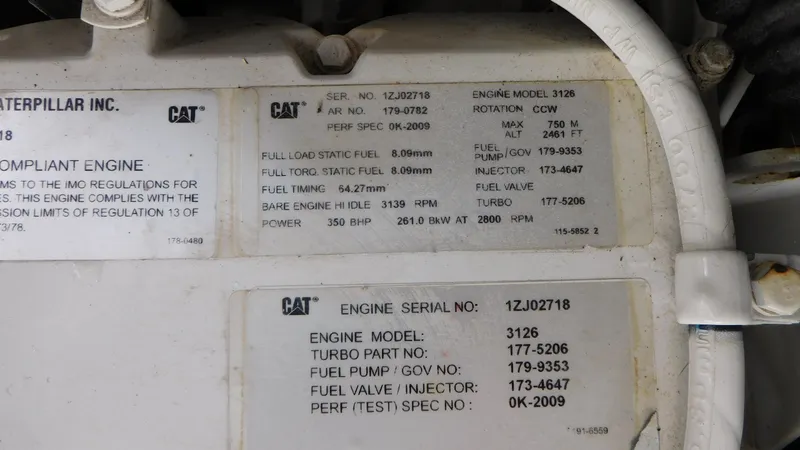 ATERPILLAR INC.
CAT
18
OMPLIANT ENGINE
MS TO THE IMO REGULATIONS FOR
ES. THIS ENGINE COMPLIES WITH THE
SSION LIMITS OF REGULATION 13 OF
73/78.
178-0480
CAT
SER. NO. 1ZJ02718
AR NO. 179-0782
PERF SPEC 0K-2009
FULL LOAD STATIC FUEL 8.09mm
FULL TORQ. STATIC FUEL 8.09mm
FUEL TIMING 64.27mm
BARE ENGINE HI IDLE 3139 RPM
POWER 350 BHP 261.0 BkW AT 2800 RPM
ENGINE MODEL 3126
ROTATION CCW
MAX 750 M
ALT 2461 FT
FUEL
PUMP/GOV 179-9353
INJECTOR 173-4647
FUEL VALVE
TURBO 177-5206
115-5852 2
CAT ENGINE SERIAL NO: 1ZJ02718
ENGINE MODEL: 3126
TURBO PART NO: 177-5206
FUEL PUMP / GOV NO: 179-9353
FUEL VALVE / INJECTOR: 173-4647
PERF (TEST) SPEC NO : 0K-2009
91-6569